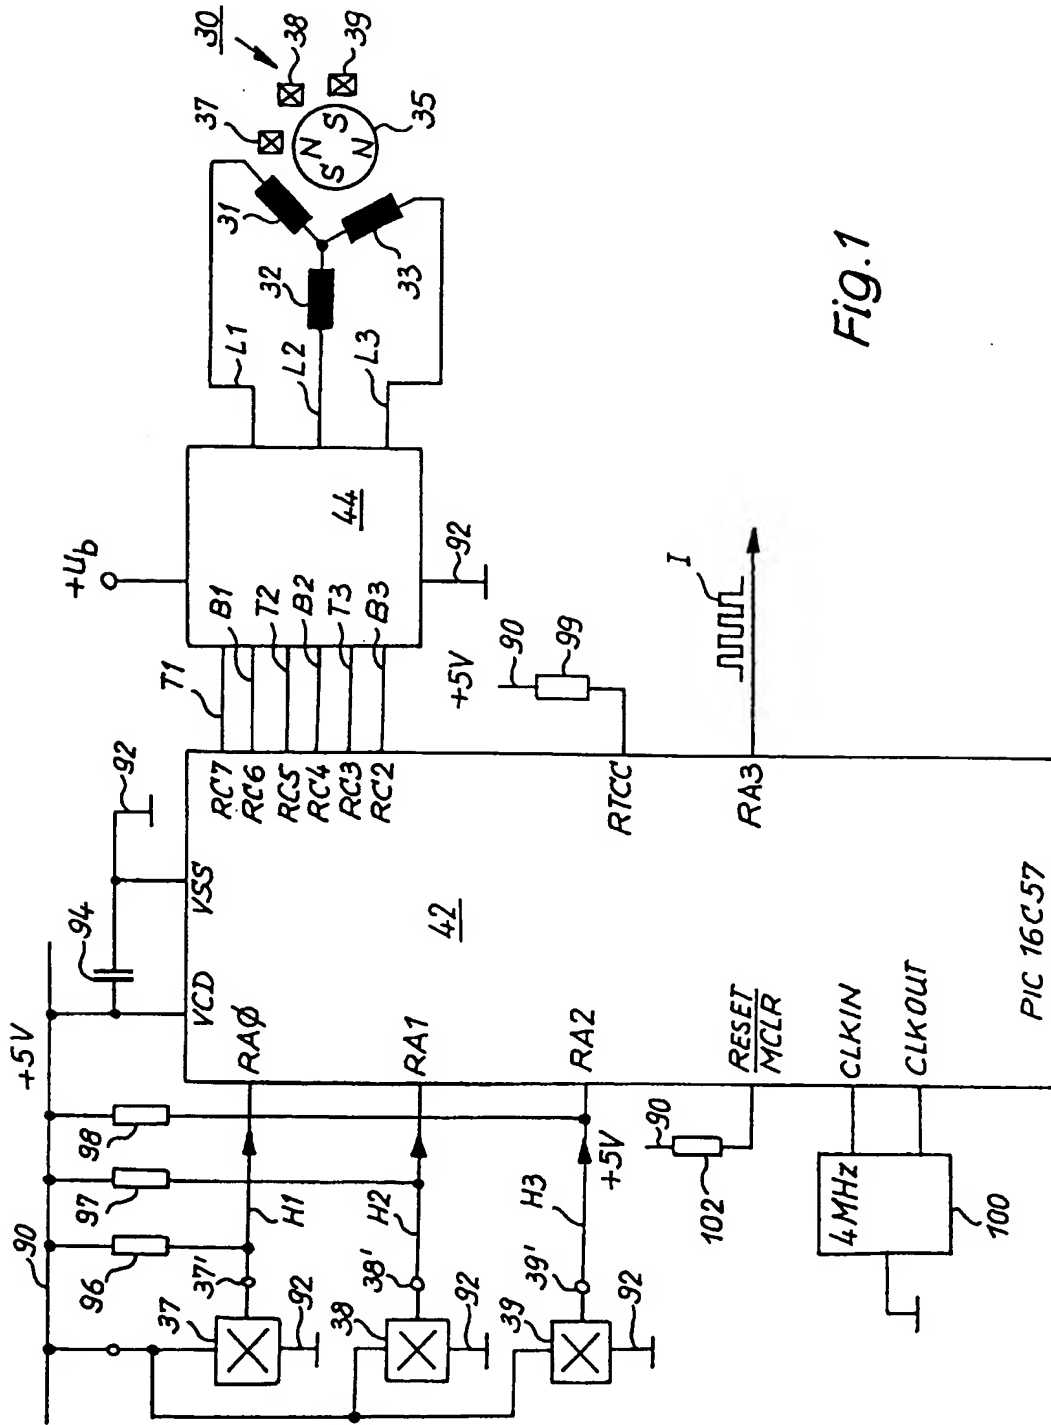 +5V
90
96
97
98
94
92
VCD
VSS
37
37'
H1
RAØ
92
38
38'
H2
RA1
92
39
39'
H3
RA2
92
+5V
90
102
RESET/
MCLR
4MHz
100
CLKIN
CLKOUT
42
PIC 16C57
RC7
RC6
RC5
RC4
RC3
RC2
RTCC
RA3
T1
B1
T2
B2
T3
B3
+5V
90
99
I
+Ub
44
92
L1
L2
L3
31
32
33
30
37
38
39
35
S
N
S
N
Fig.1